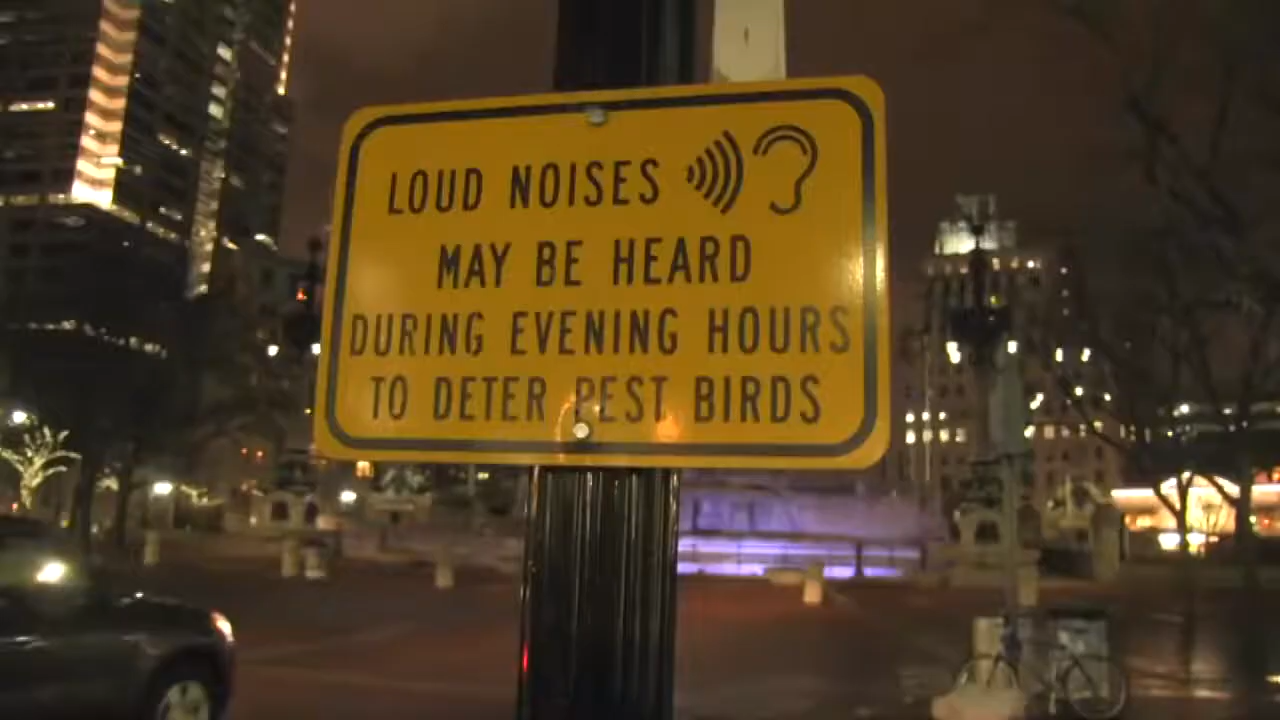 LOUD NOISES
MAY BE HEARD
DURING EVENING HOURS
TO DETER PEST BIRDS